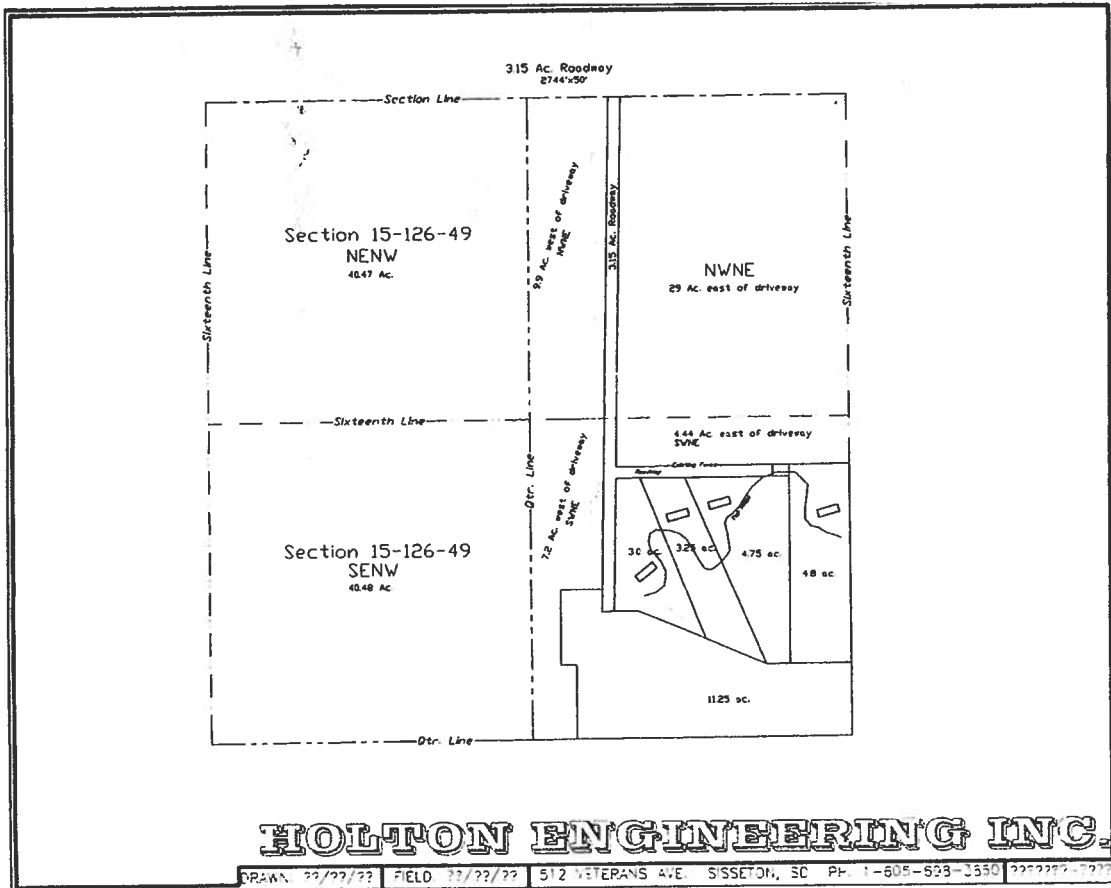 3.15 Ac. Roadway
2744'x50'
Section Line
Sixteenth Line
Section 15-126-49
NENW
40.47 Ac.
9.9 Ac. west of driveway
NWNE
3.15 Ac. Roadway
NWNE
29 Ac. east of driveway
Sixteenth Line
Sixteenth Line
4.44 Ac. east of driveway
SWNE
Roadway
Existing Fence
Qtr. Line
7.2 Ac. west of driveway
SWNE
Section 15-126-49
SENW
40.48 Ac.
3.0 ac.
3.25 ac.
4.75 ac.
4.8 ac.
11.25 ac.
Qtr. Line
HOLTON ENGINEERING INC.
DRAWN: ??/??/??
FIELD: ??/??/??
512 VETERANS AVE. SISSETON, SD PH.